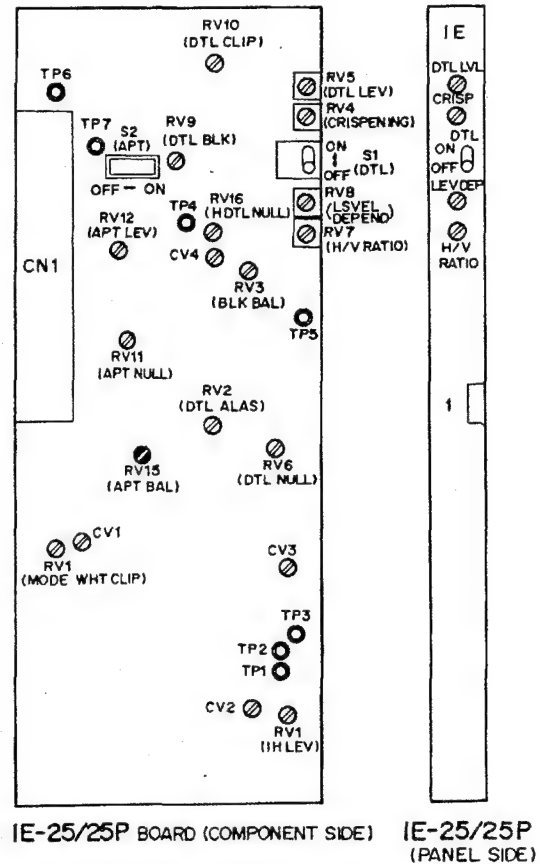 RV10
(DTL CLIP)
TP6
RV5
(DTL LEV)
RV4
(CRISPENING)
TP7
S2
(APT)
RV9
(DTL BLK)
ON
OFF
S1
(DTL)
OFF — ON
RV16
(H DTL NULL)
TP4
RV8
(LSVEL
DEPEND)
RV12
(APT LEV)
RV7
(H/V RATIO)
CV4
CN1
RV3
(BLK BAL)
TP5
RV11
(APT NULL)
RV2
(DTL ALAS)
RV15
(APT BAL)
RV6
(DTL NULL)
CV1
RV1
(MODE WHT CLIP)
CV3
TP3
TP2
TP1
CV2
RV1
(IH LEV)
IE-25/25P BOARD (COMPONENT SIDE)
IE
DTL LVL
CRISP
DTL
ON
OFF
LEV DEP
H/V
RATIO
1
IE-25/25P
(PANEL SIDE)